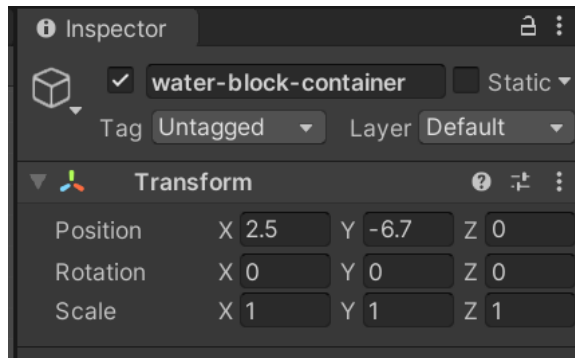 Inspector
water-block-container Static
Tag Untagged Layer Default
Transform
Position X 2.5 Y -6.7 Z 0
Rotation X 0 Y 0 Z 0
Scale X 1 Y 1 Z 1